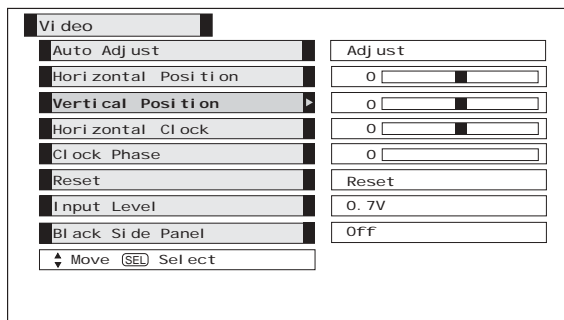 Video
Auto Adjust Adjust
Horizontal Position 0
Vertical Position 0
Horizontal Clock 0
Clock Phase 0
Reset Reset
Input Level 0.7V
Black Side Panel Off
Move SEL Select